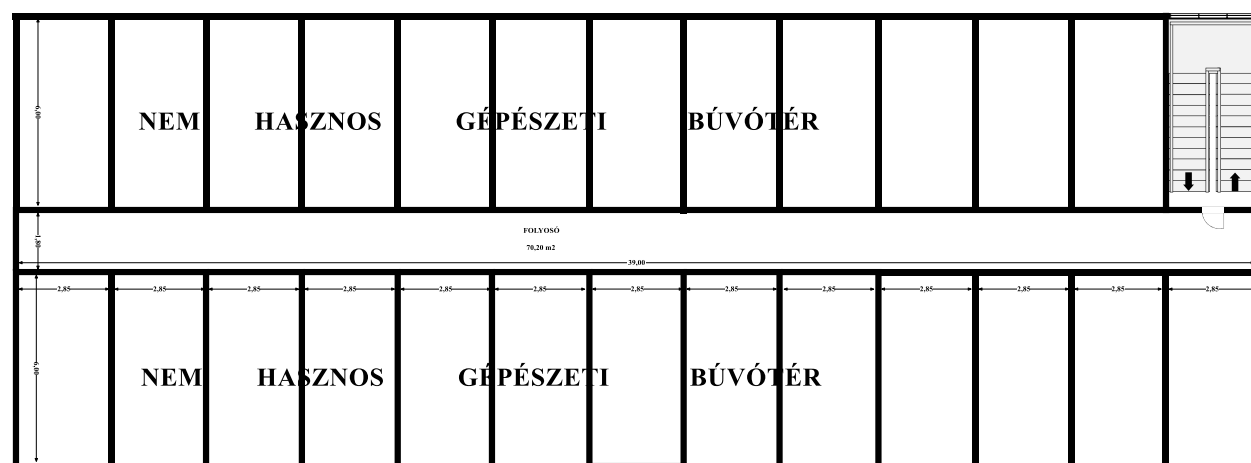 6,00
NEM HASZNOS GÉPÉSZETI BÚVÓTÉR
1,80
FOLYOSÓ
70,20 m2
39,00
2,85 2,85 2,85 2,85 2,85 2,85 2,85 2,85 2,85 2,85 2,85 2,85 2,85
6,00
NEM HASZNOS GÉPÉSZETI BÚVÓTÉR